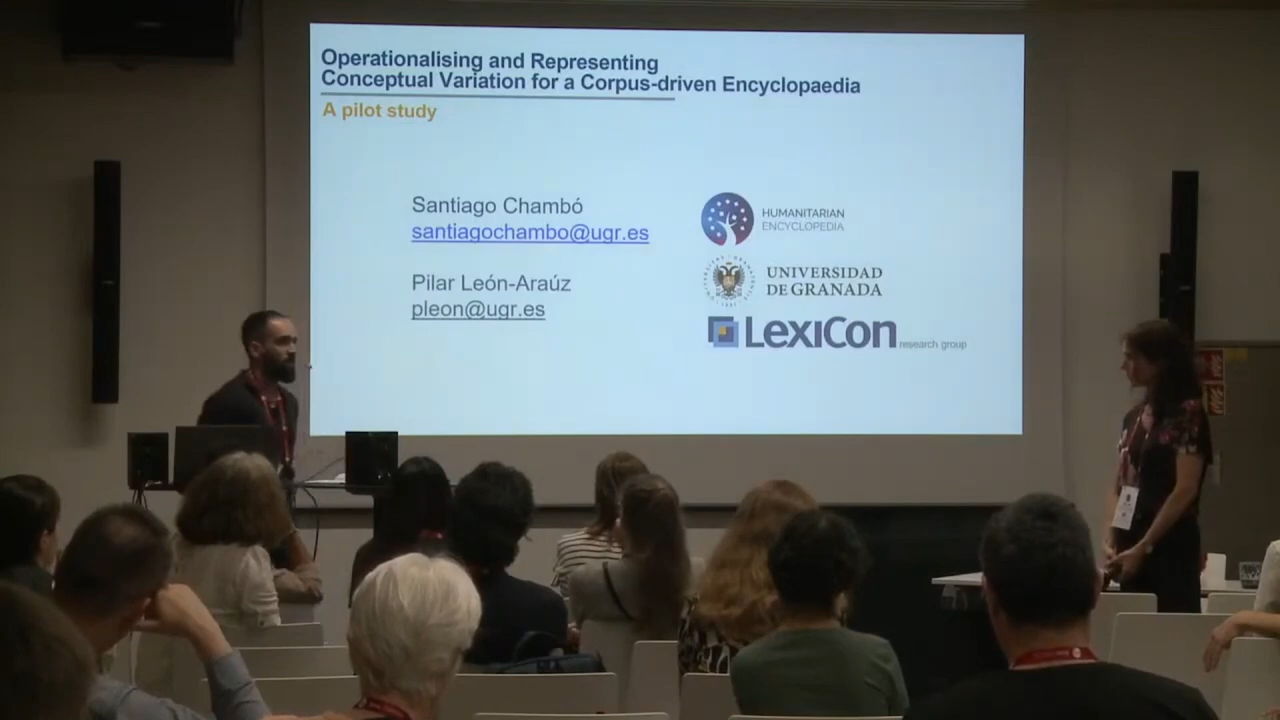 Operationalising and Representing
Conceptual Variation for a Corpus-driven Encyclopaedia
A pilot study
Santiago Chambó
santiagochambo@ugr.es
Pilar León-Araúz
pleon@ugr.es
HUMANITARIAN
ENCYCLOPEDIA
UNIVERSIDAD
DE GRANADA
LexiCon research group